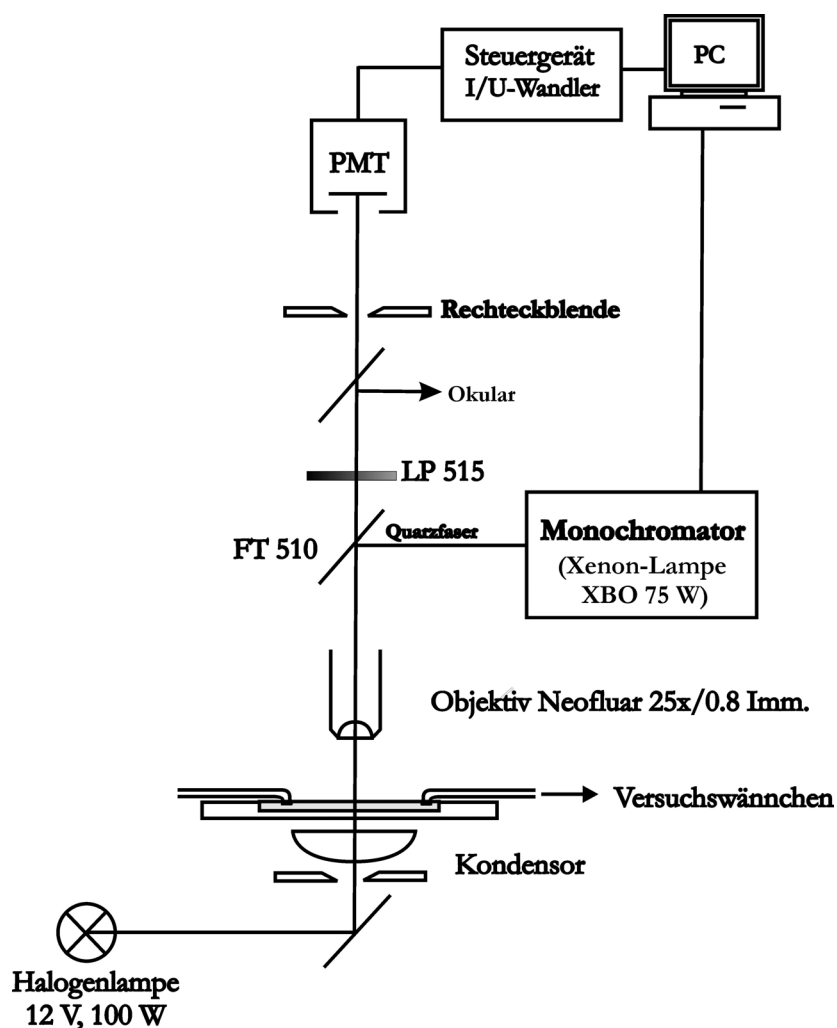 Steuergerät
I/U-Wandler
PC
PMT
Rechteckblende
Okular
LP 515
FT 510
Quarzfaser
Monochromator
(Xenon-Lampe
XBO 75 W)
Objektiv Neofluar 25x/0.8 Imm.
Versuchswännchen
Kondensor
Halogenlampe
12 V, 100 W